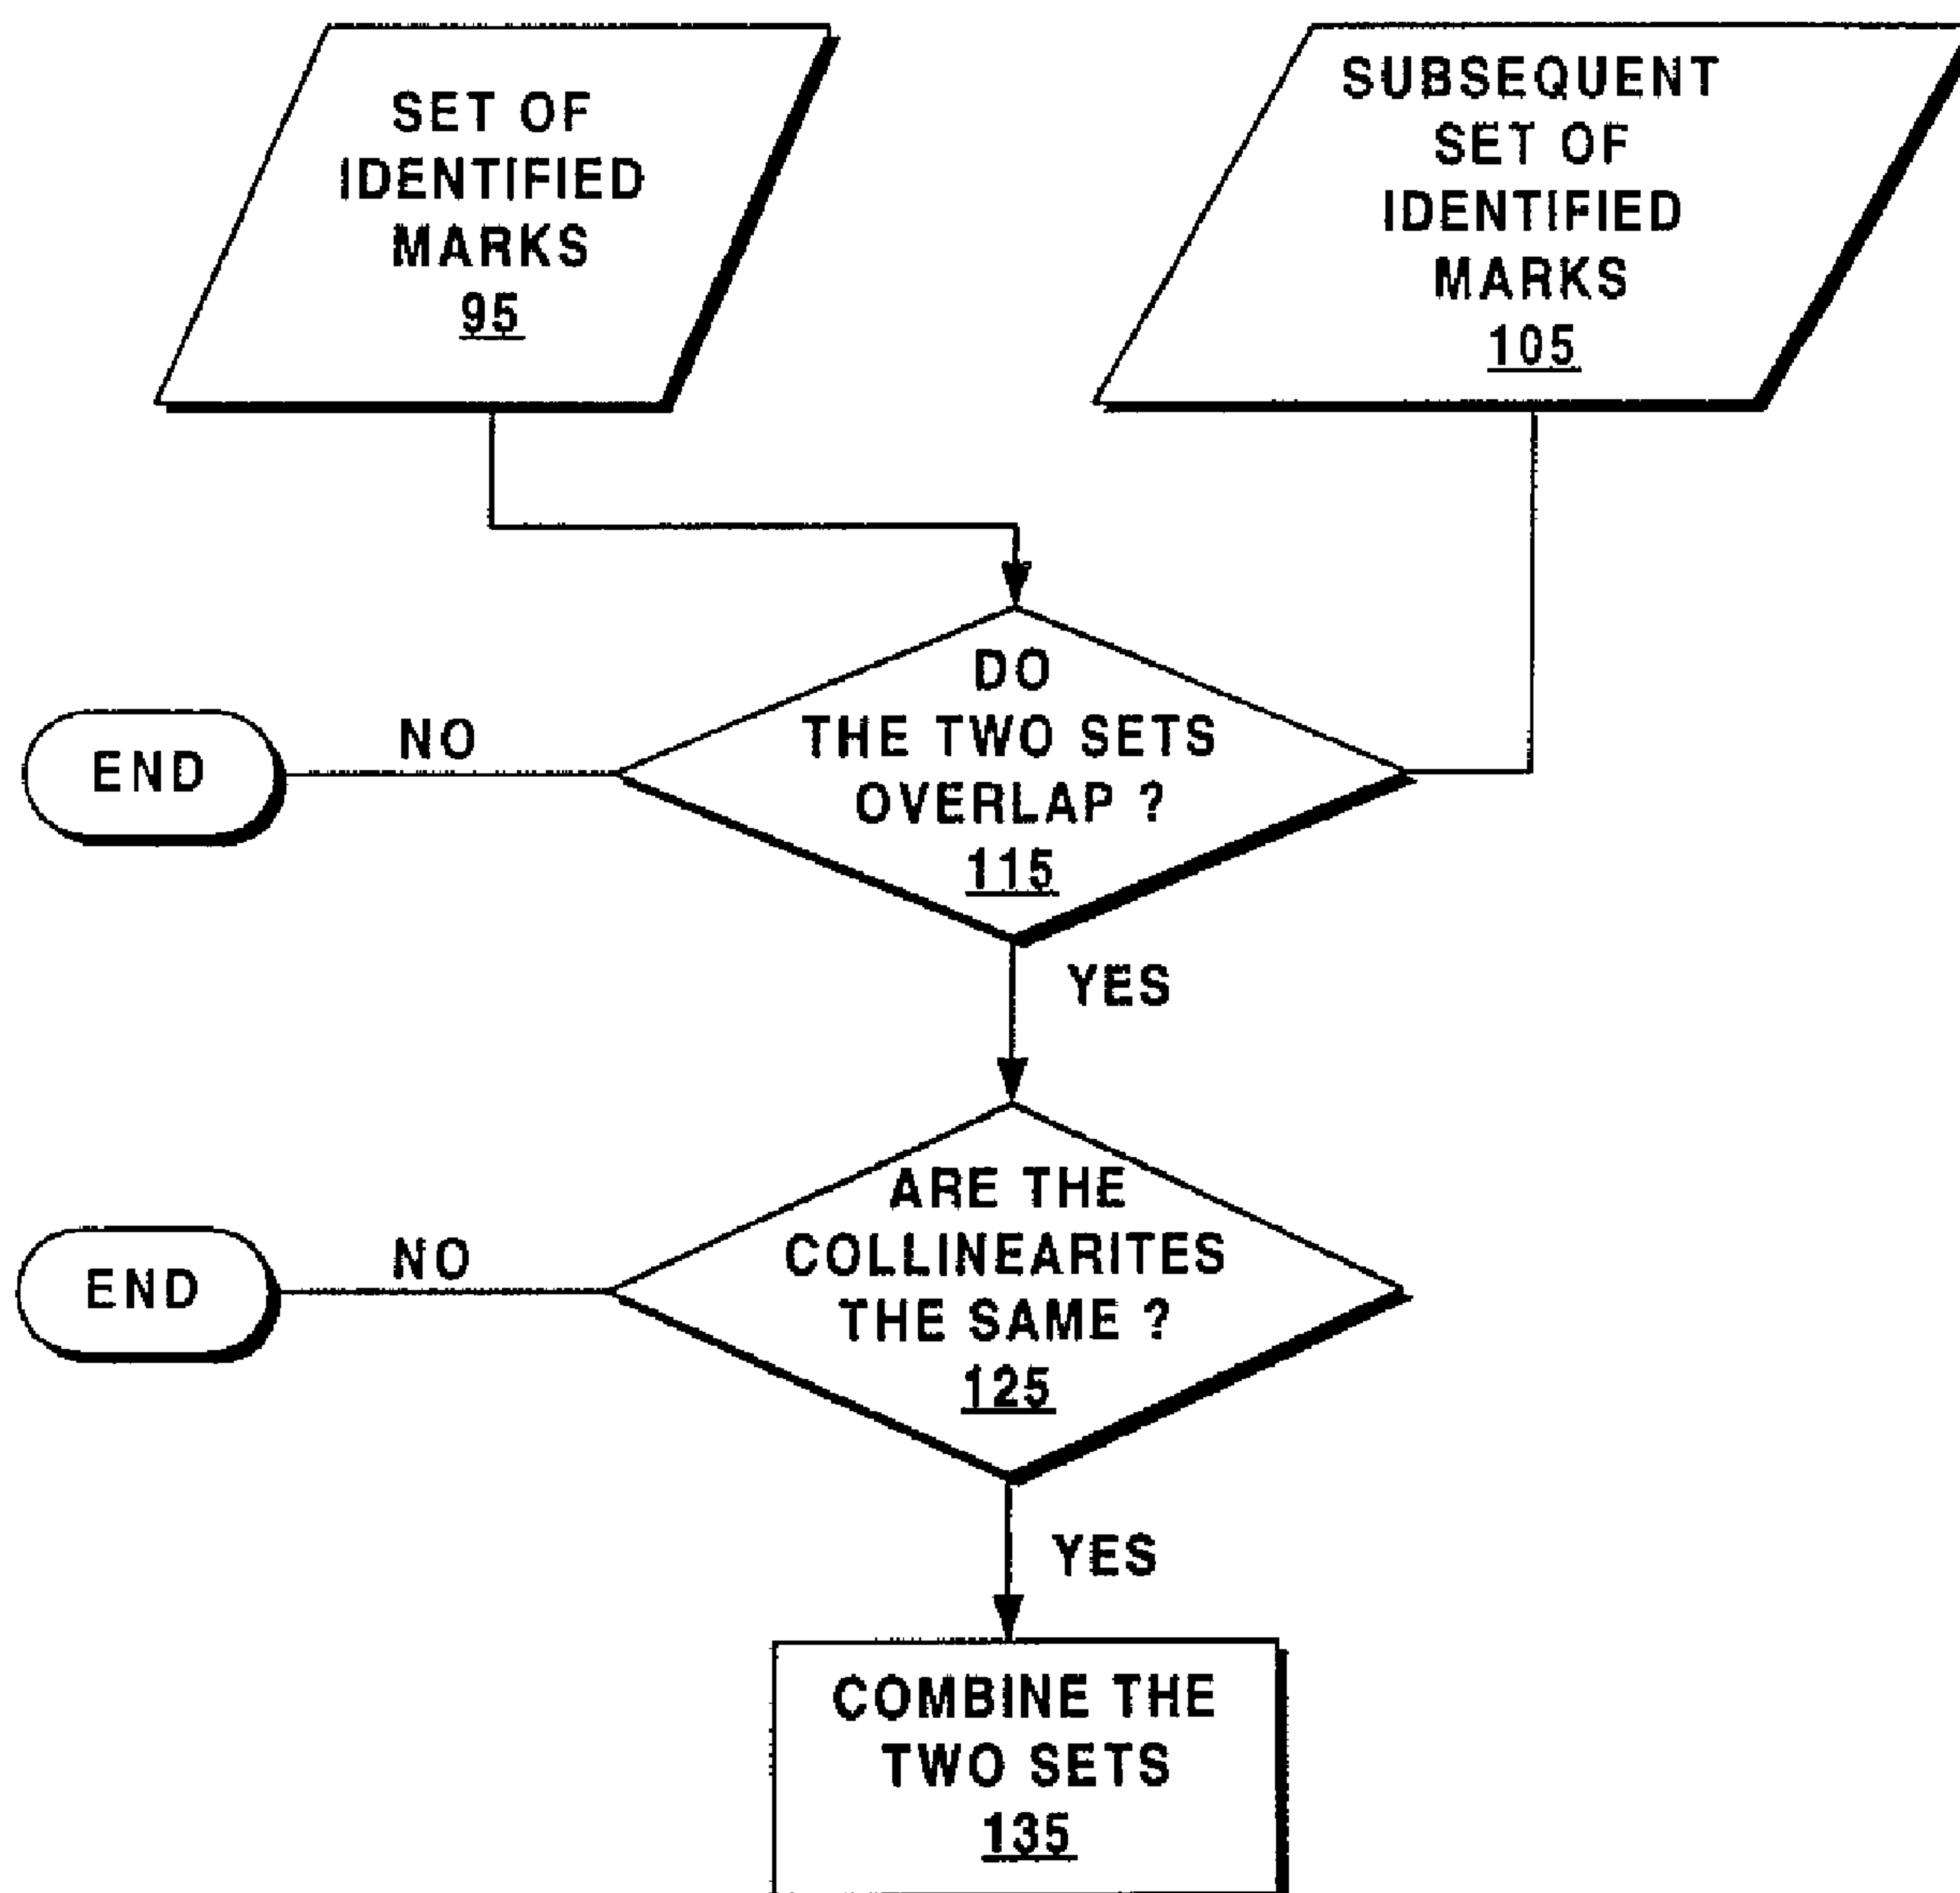 SET OF
IDENTIFIED
MARKS
95
SUBSEQUENT
SET OF
IDENTIFIED
MARKS
105
DO
THE TWO SETS
OVERLAP ?
115
NO
END
YES
ARE THE
COLLINEARITES
THE SAME ?
125
NO
END
YES
COMBINE THE
TWO SETS
135